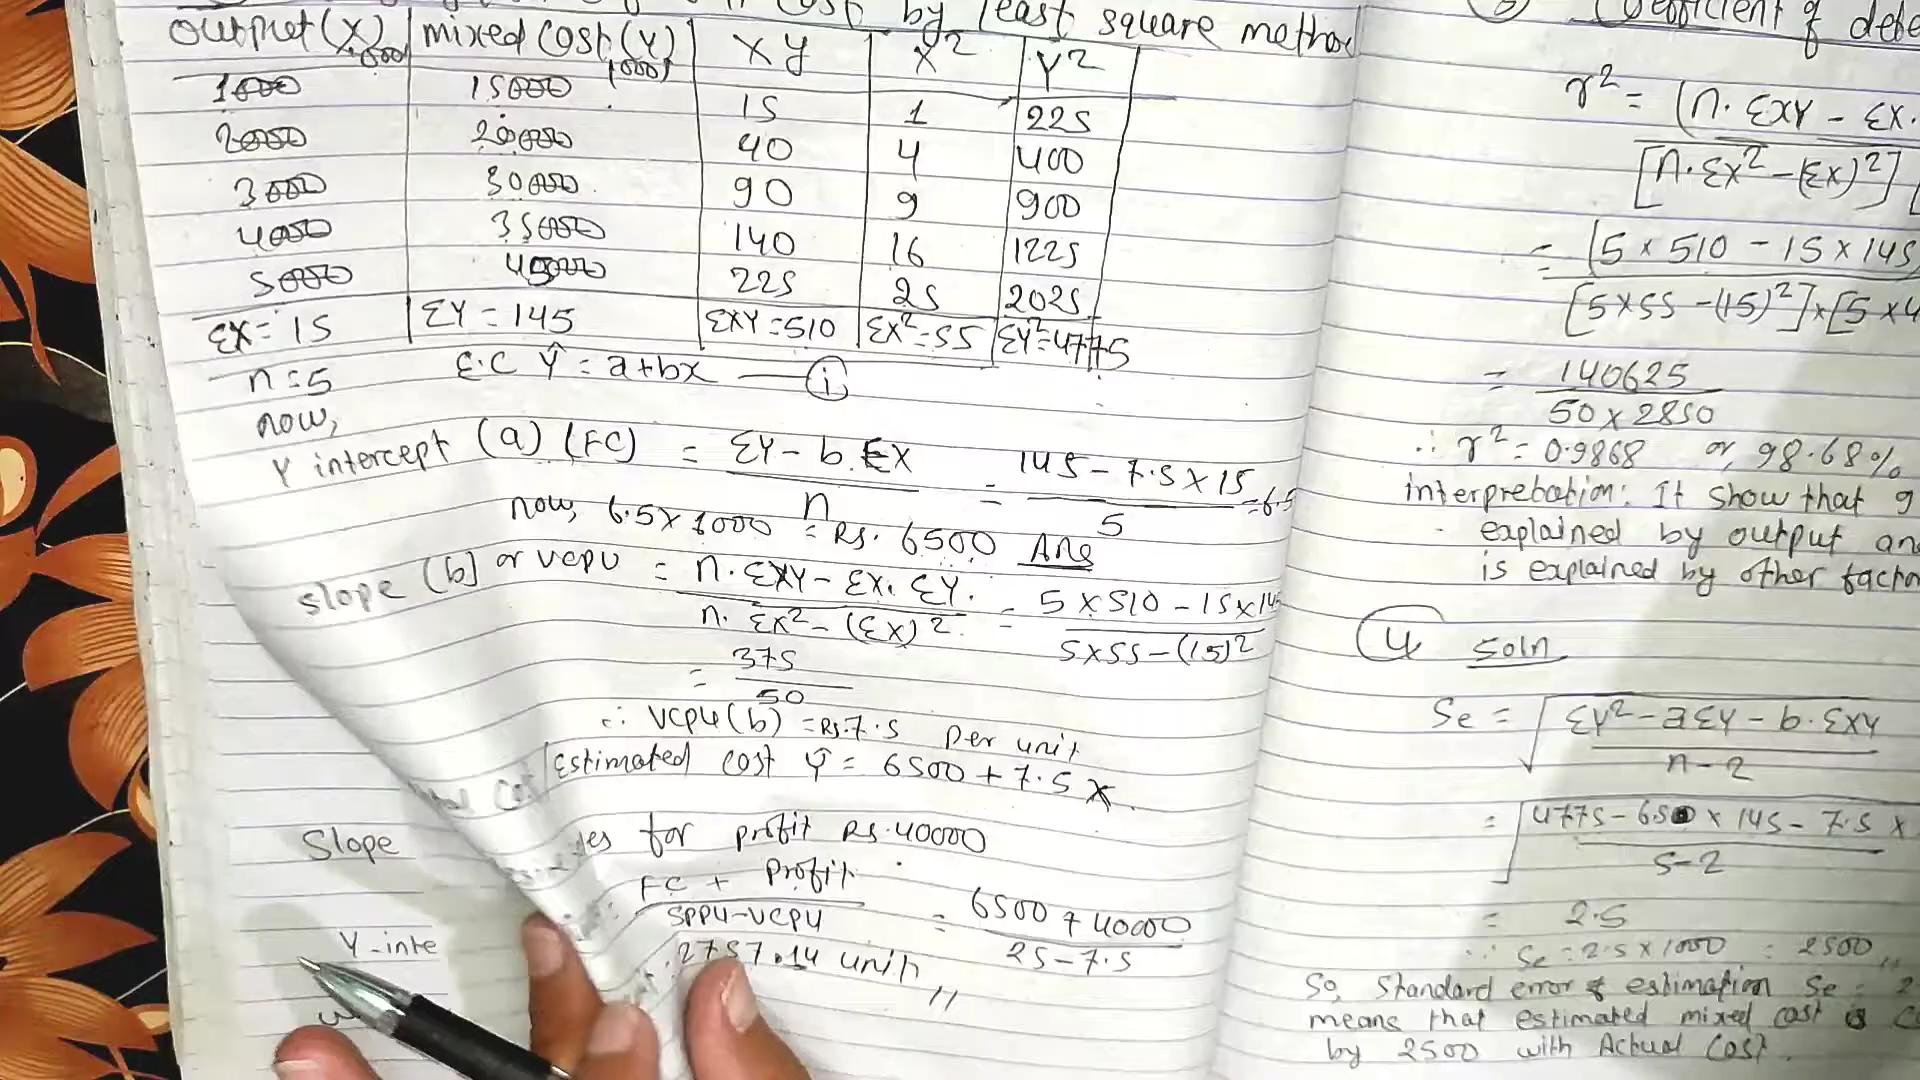 cost by least square method
output(X) mixed cost (Y) XY X² Y²
1000 15000 15 1 225
2000 20000 40 4 400
3000 30000 90 9 900
4000 35000 140 16 1225
5000 45000 225 25 2025
ΣX = 15 ΣY = 145 ΣXY = 510 ΣX² = 55 ΣY² = 4775
n = 5 E.C Ŷ = a+bx — (i)
now,
Y intercept (a) (FC) = ΣY - b.ΣX / n = 145 - 7.5 × 15 / 5 = 6.5
now, 6.5 × 1000 = Rs. 6500 Ans
slope (b) or vcpu = n.ΣXY - ΣX. ΣY. / n. ΣX² - (ΣX)² = 5 × 510 - 15 × 145 / 5×55 - (15)²
= 375 / 50
∴ VCPU (b) = Rs. 7.5 per unit
Estimated cost Ŷ = 6500 + 7.5 x.
for profit Rs. 40000
FC + Profit / SPPU-VCPU = 6500 + 40000 / 25 - 7.5
2757.14 unit
Slope
Y-inte
Coefficient of dete
r² = (n. ΣXY - ΣX. / [n.ΣX² - (ΣX)²] [
= [5 × 510 - 15 × 145 / [5×55 - (15)²] × [5 × 4
= 140625 / 50 × 2850
∴ r² = 0.9868 or, 98.68%
interpretation: It show that 9
explained by output an
is explained by other facto
(4) soln
Se = √ ΣY² - aΣY - b.ΣXY / n - 2
= √ 4775 - 6.50 × 145 - 7.5 × / 5 - 2
= 2.5
∴ Se = 2.5 × 1000 = 2500
So, Standard error of estimation Se = 2
means that estimated mixed cost is
by 2500 with Actual cost.